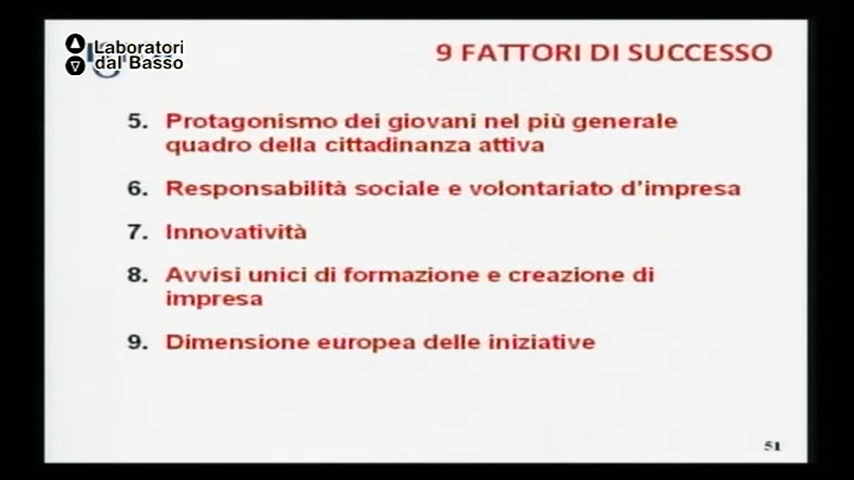 Laboratori
dal Basso
9 FATTORI DI SUCCESSO
5. Protagonismo dei giovani nel più generale
quadro della cittadinanza attiva
6. Responsabilità sociale e volontariato d'impresa
7. Innovatività
8. Avvisi unici di formazione e creazione di
impresa
9. Dimensione europea delle iniziative
51